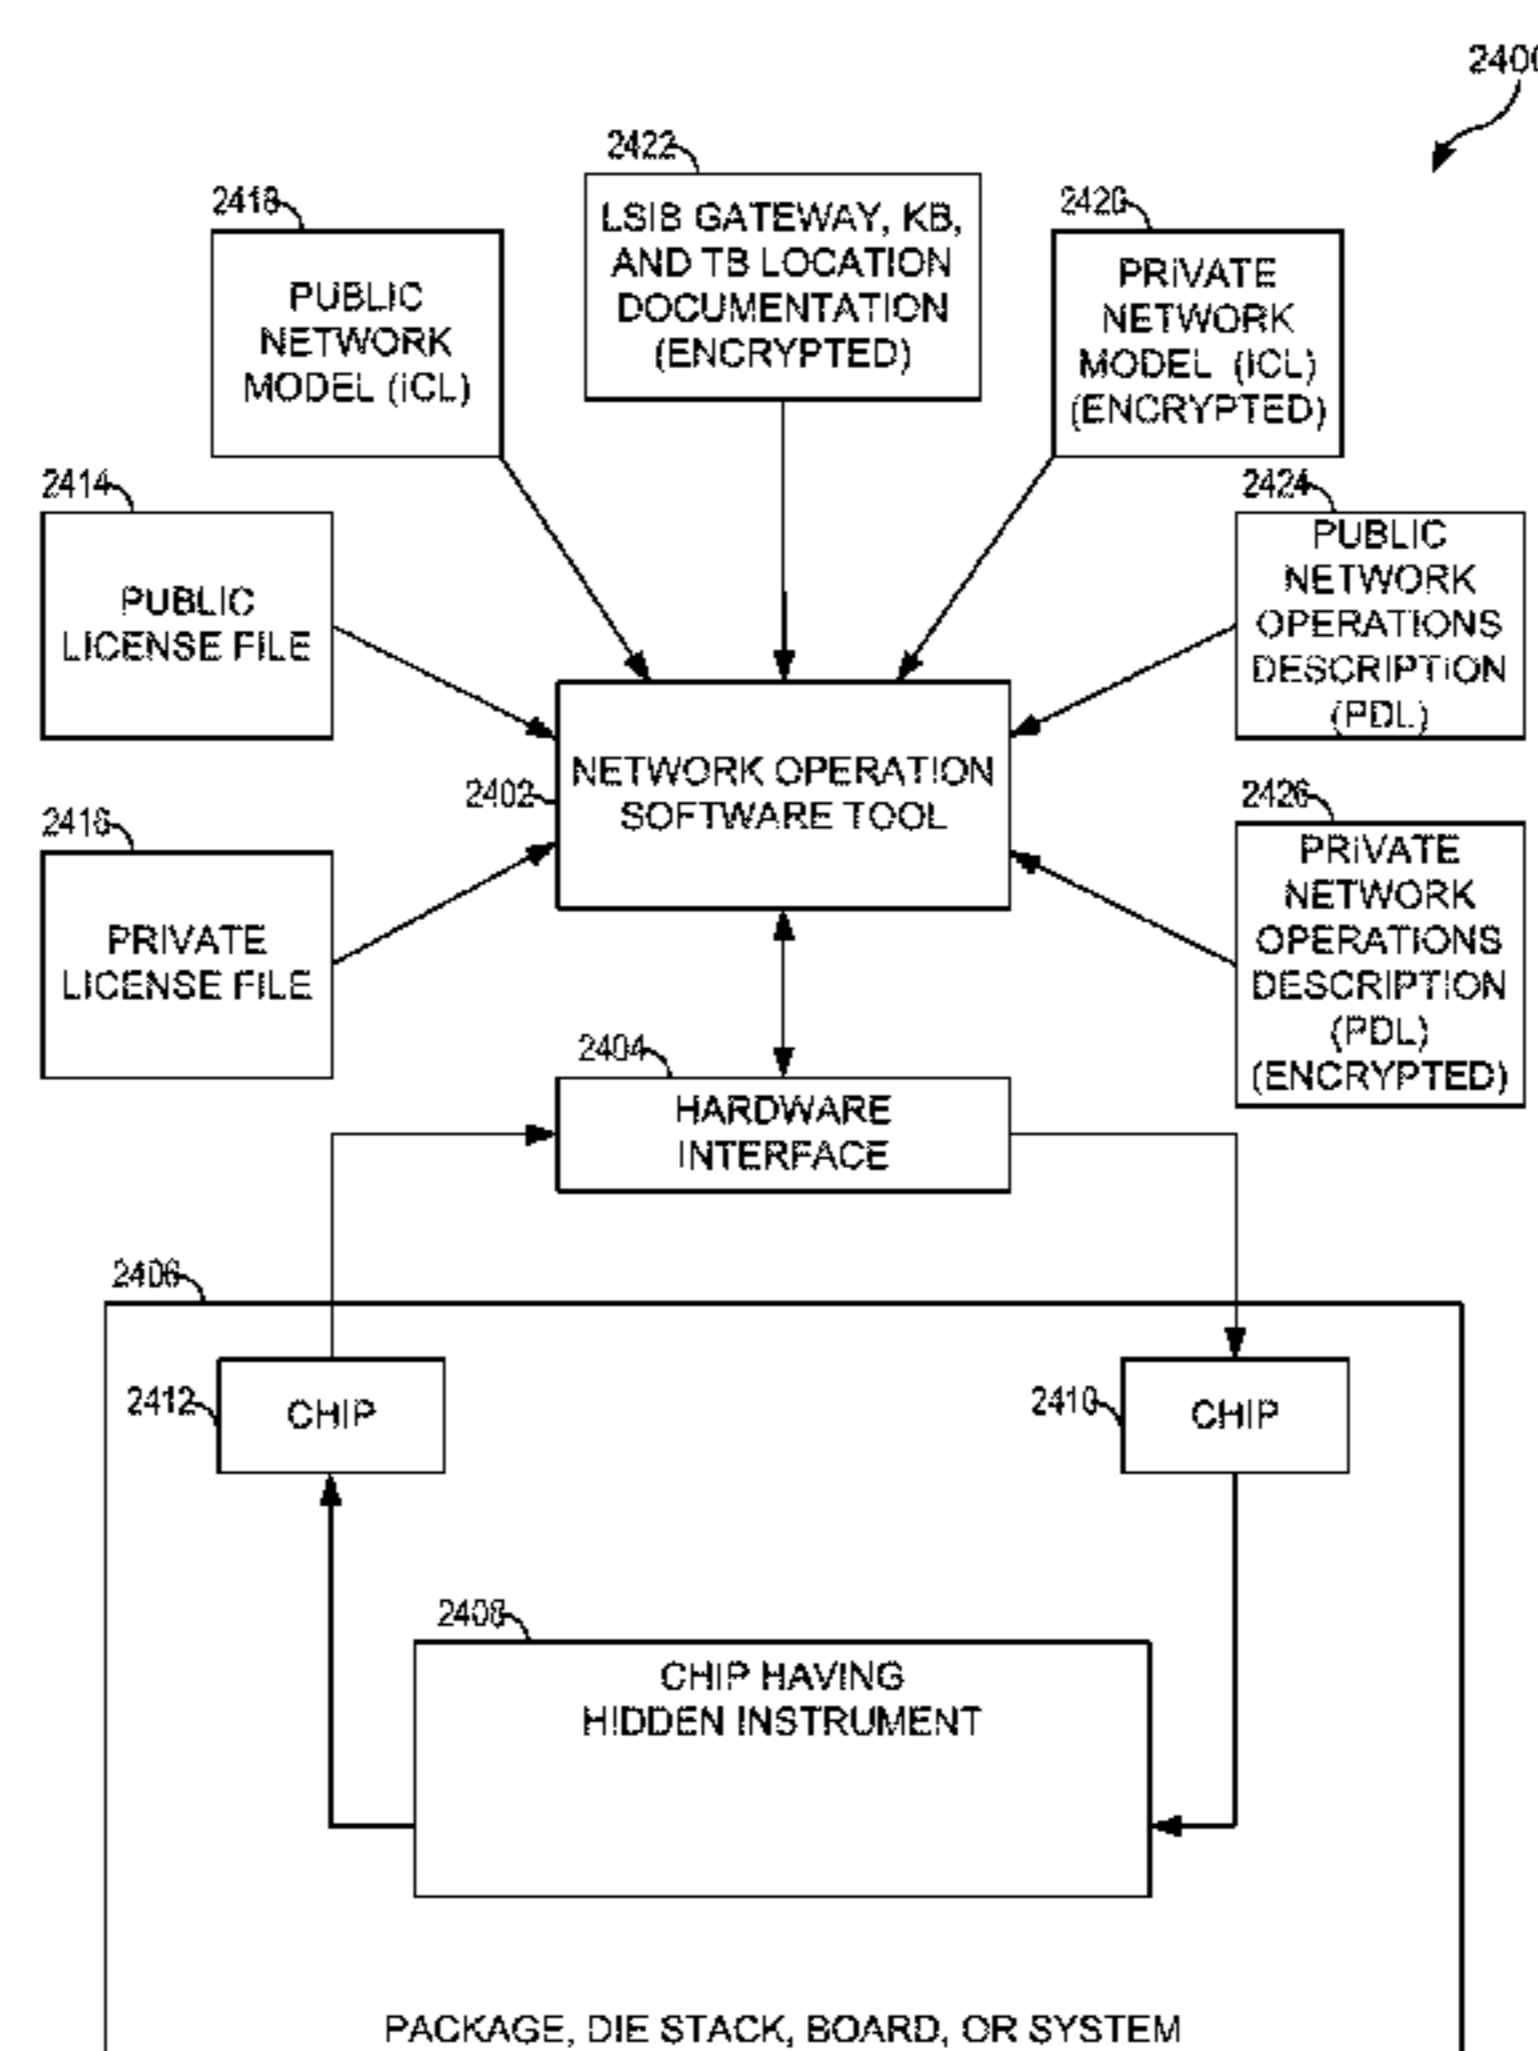 2400
2422
LSIB GATEWAY, KB,
AND TB LOCATION
DOCUMENTATION
(ENCRYPTED)
2418
PUBLIC
NETWORK
MODEL (ICL)
2420
PRIVATE
NETWORK
MODEL (ICL)
(ENCRYPTED)
2414
PUBLIC
LICENSE FILE
2424
PUBLIC
NETWORK
OPERATIONS
DESCRIPTION
(PDL)
2402
NETWORK OPERATION
SOFTWARE TOOL
2416
PRIVATE
LICENSE FILE
2426
PRIVATE
NETWORK
OPERATIONS
DESCRIPTION
(PDL)
(ENCRYPTED)
2404
HARDWARE
INTERFACE
2406
2412
CHIP
2410
CHIP
2408
CHIP HAVING
HIDDEN INSTRUMENT
PACKAGE, DIE STACK, BOARD, OR SYSTEM